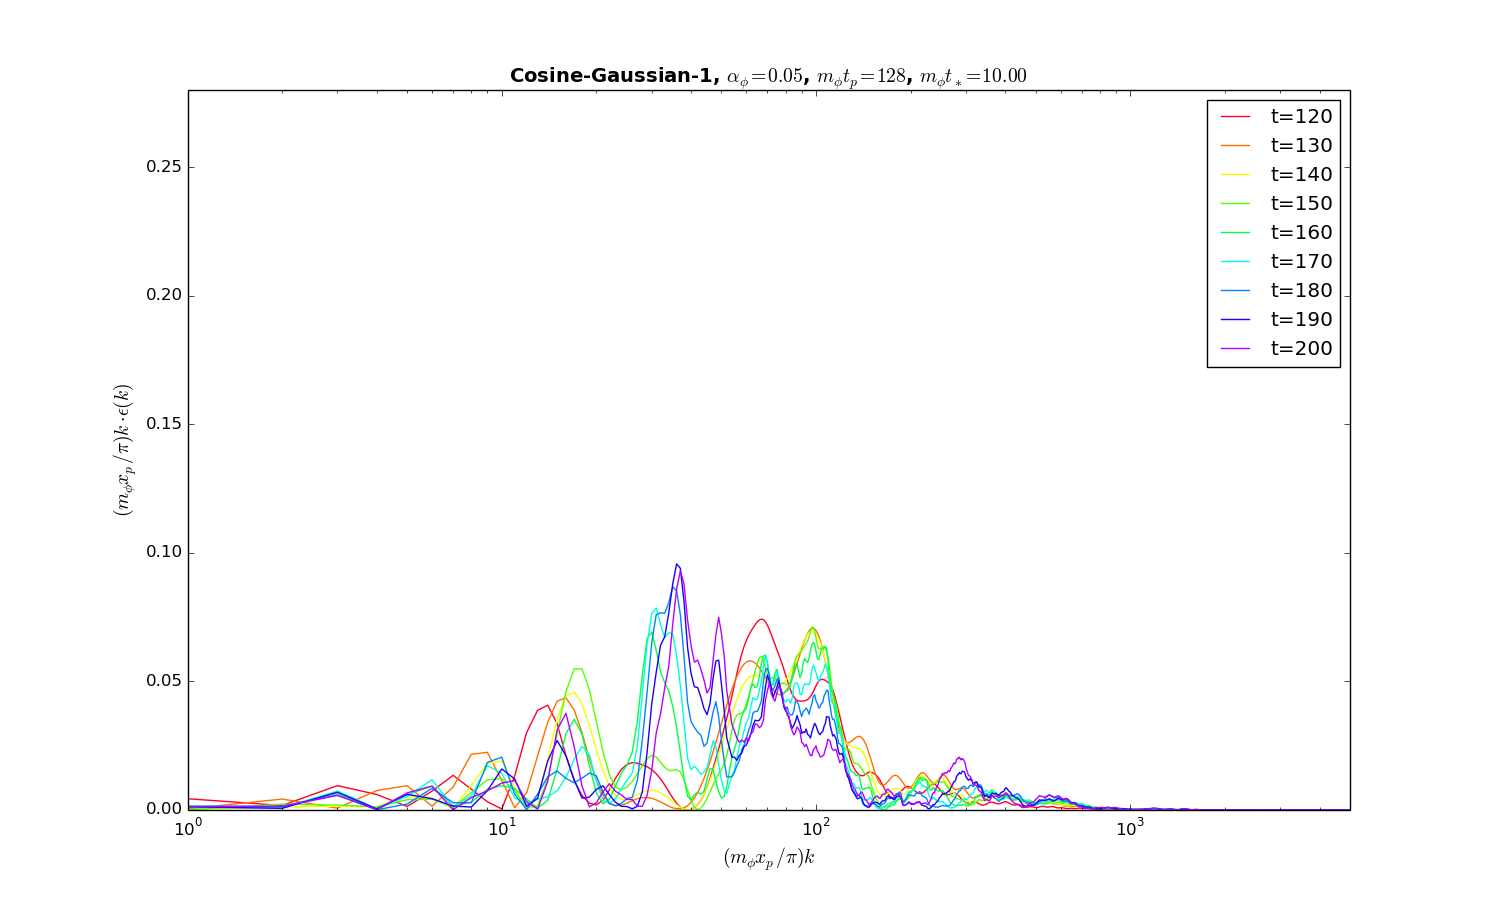 Cosine-Gaussian-1, α_ϕ=0.05, m_ϕt_p=128, m_ϕt_*=10.00
t=120
t=130
t=140
t=150
t=160
t=170
t=180
t=190
t=200
0.25
0.20
0.15
0.10
0.05
0.00
(m_ϕx_p/π)k·ϵ(k)
10^0
10^1
10^2
10^3
(m_ϕx_p/π)k